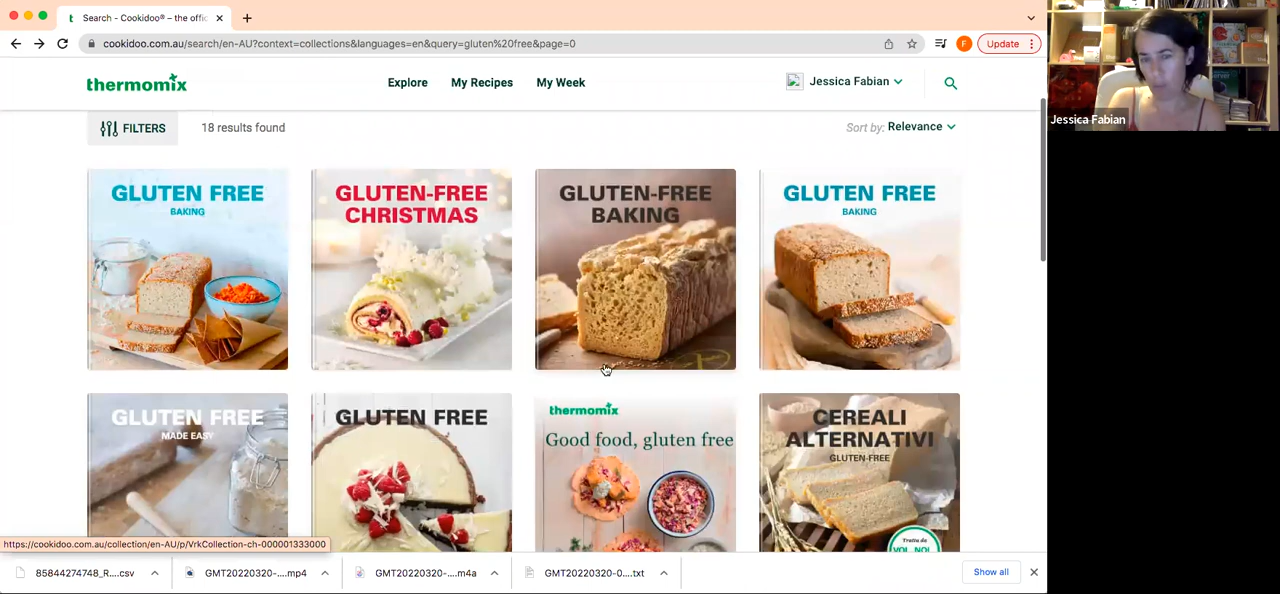 Search - Cookidoo® – the offic
cookidoo.com.au/search/en-AU?context=collections&languages=en&query=gluten%20free&page=0
F
Update
thermomix
Explore
My Recipes
My Week
Jessica Fabian
FILTERS
18 results found
Sort by: Relevance
GLUTEN FREE
BAKING
GLUTEN-FREE
CHRISTMAS
GLUTEN-FREE
BAKING
GLUTEN FREE
BAKING
GLUTEN FREE
MADE EASY
GLUTEN FREE
thermomix
Good food, gluten free
CEREALI
ALTERNATIVI
GLUTEN-FREE
https://cookidoo.com.au/collection/en-AU/p/VrkCollection-ch-000001333000
85844274748_R....csv
GMT20220320-....mp4
GMT20220320-....m4a
GMT20220320-0....txt
Show all
Jessica Fabian